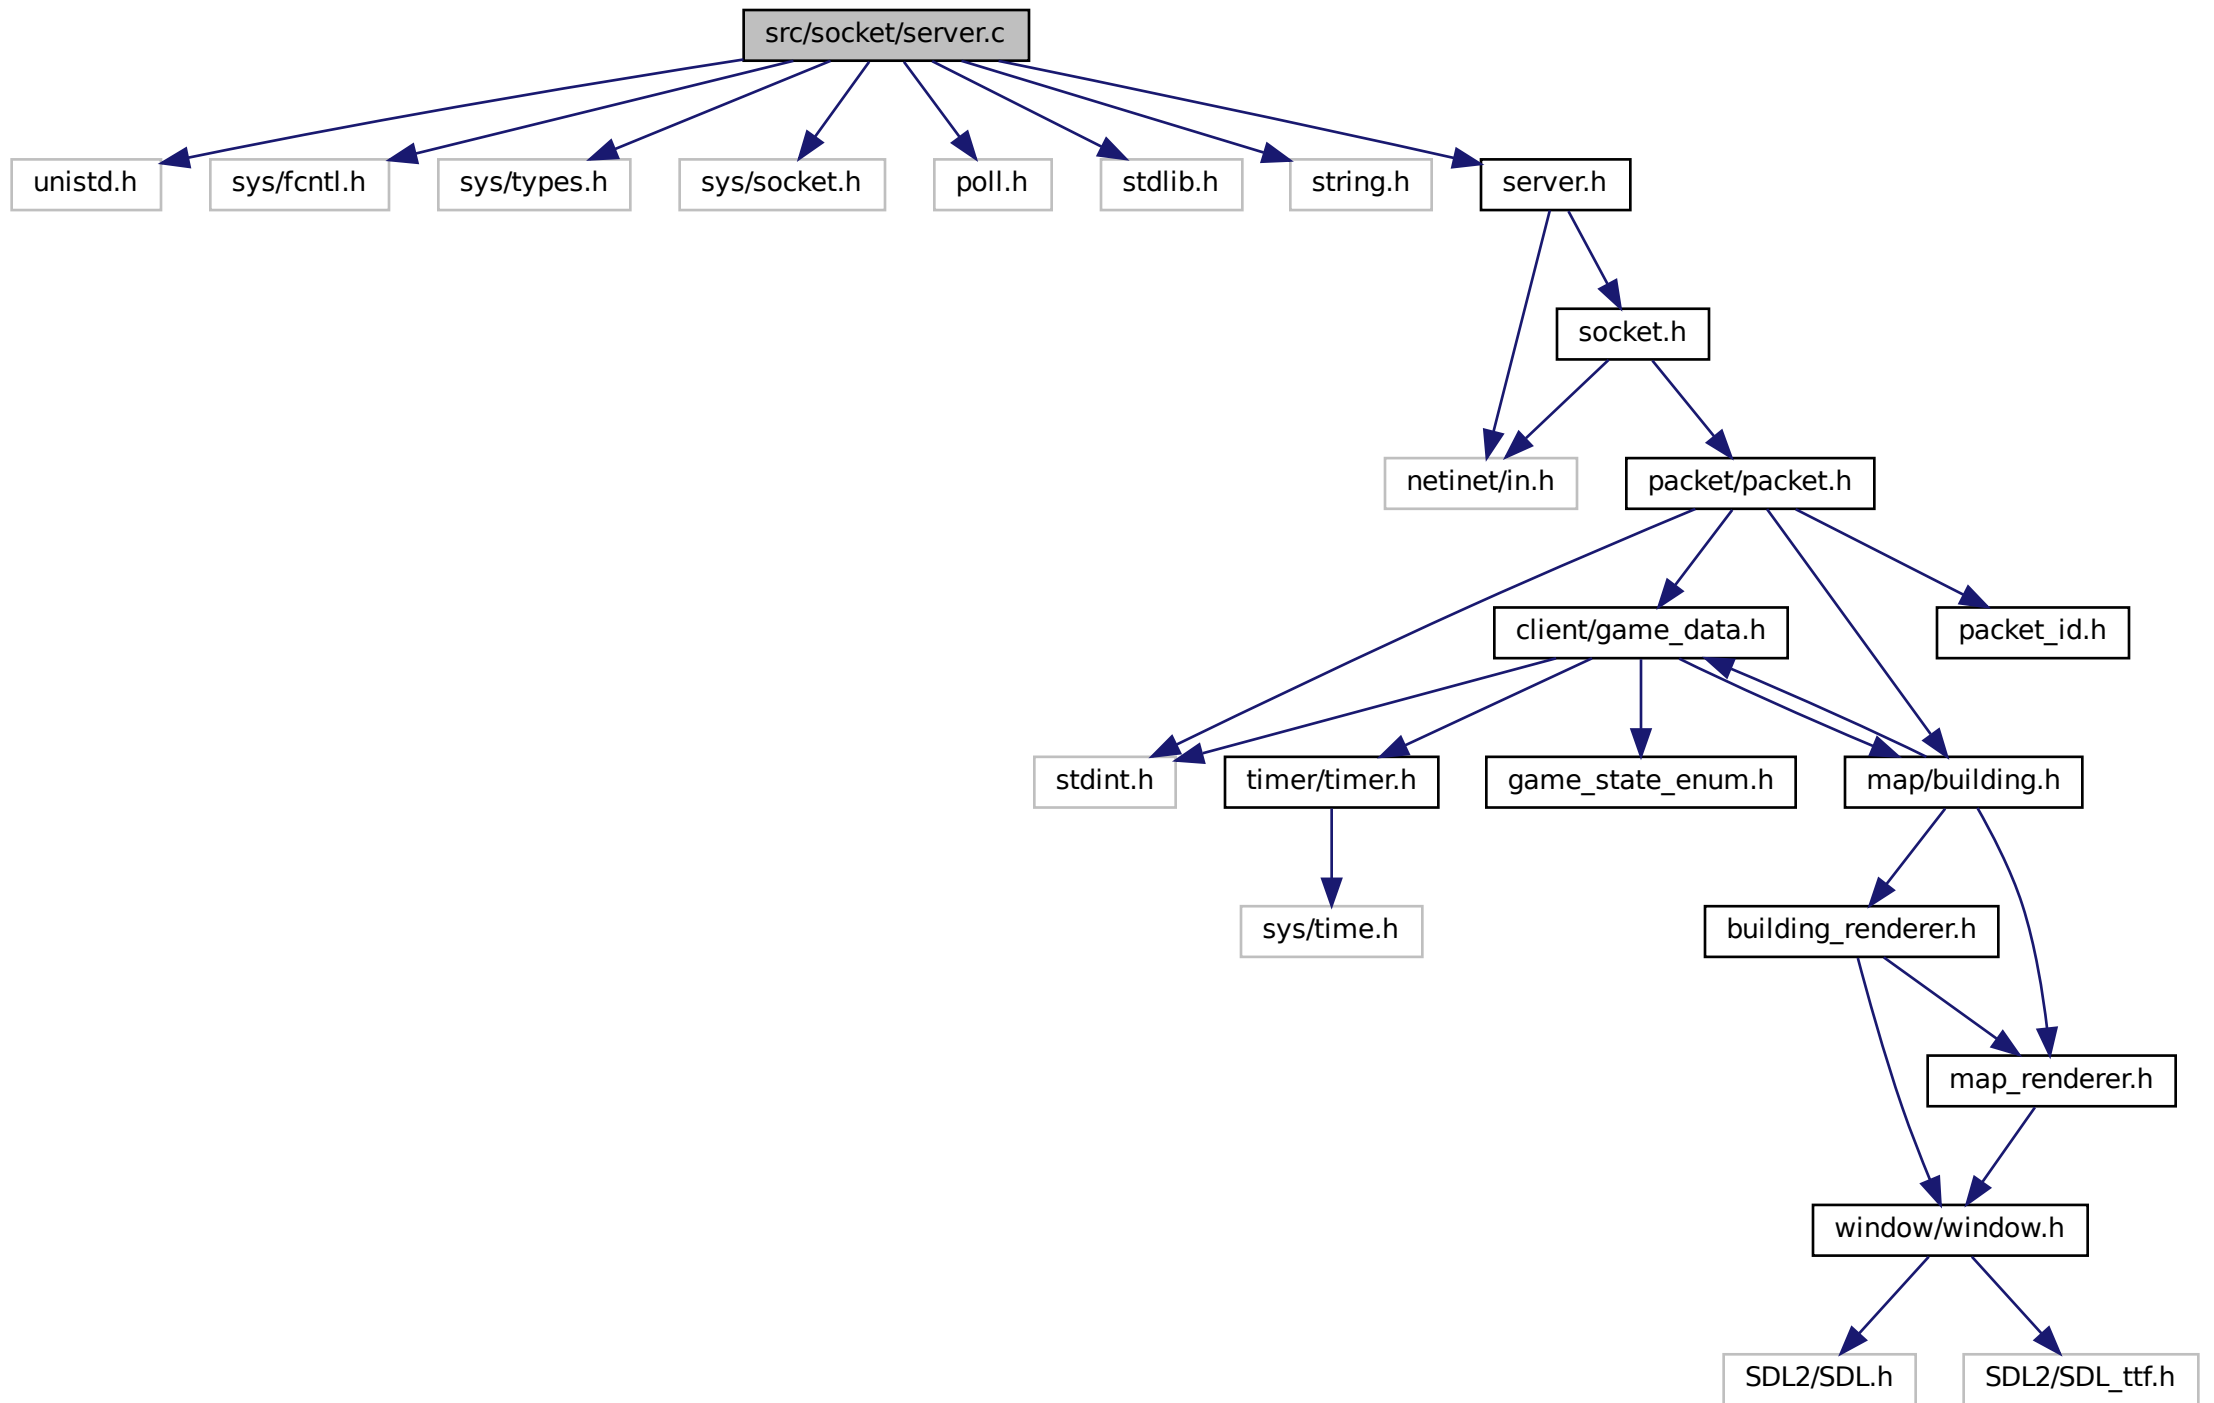 src/socket/server.c
unistd.h
sys/fcntl.h
sys/types.h
sys/socket.h
poll.h
stdlib.h
string.h
server.h
socket.h
netinet/in.h
packet/packet.h
client/game_data.h
packet_id.h
stdint.h
timer/timer.h
game_state_enum.h
map/building.h
sys/time.h
building_renderer.h
map_renderer.h
window/window.h
SDL2/SDL.h
SDL2/SDL_ttf.h